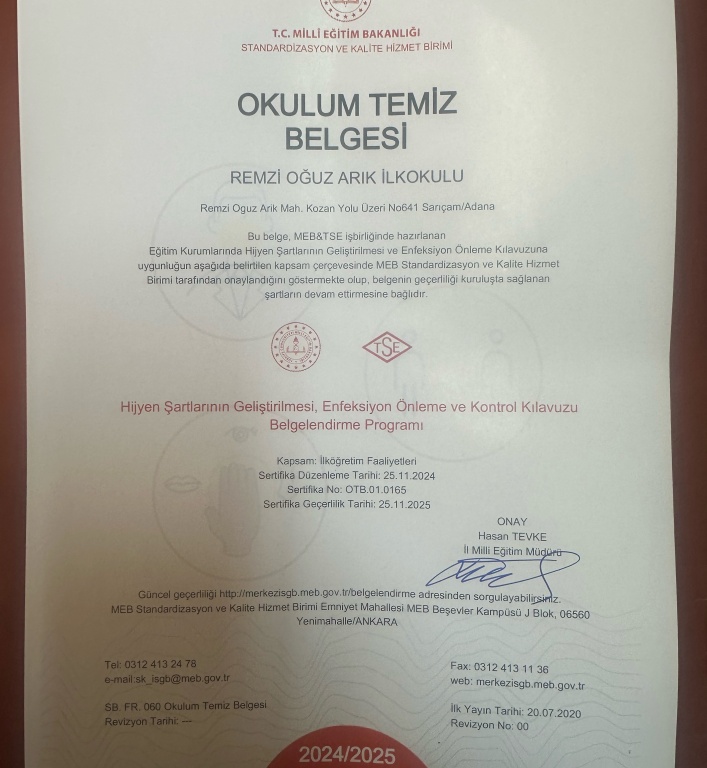 T.C. MİLLİ EĞİTİM BAKANLIĞI
STANDARDİZASYON VE KALİTE HİZMET BİRİMİ
OKULUM TEMİZ
BELGESİ
REMZİ OĞUZ ARIK İLKOKULU
Remzi Oguz Arik Mah. Kozan Yolu Üzeri No641 Sarıçam/Adana
Bu belge, MEB&TSE işbirliğinde hazırlanan
Eğitim Kurumlarında Hijyen Şartlarının Geliştirilmesi ve Enfeksiyon Önleme Kılavuzuna
uygunluğun aşağıda belirtilen kapsam çerçevesinde MEB Standardizasyon ve Kalite Hizmet
Birimi tarafından onaylandığını göstermekte olup, belgenin geçerliliği kuruluşta sağlanan
şartların devam ettirmesine bağlıdır.
TSE
Hijyen Şartlarının Geliştirilmesi, Enfeksiyon Önleme ve Kontrol Kılavuzu
Belgelendirme Programı
Kapsam: İlköğretim Faaliyetleri
Sertifika Düzenleme Tarihi: 25.11.2024
Sertifika No: OTB.01.0165
Sertifika Geçerlilik Tarihi: 25.11.2025
ONAY
Hasan TEVKE
İl Milli Eğitim Müdürü
Güncel geçerliliği http://merkezisgb.meb.gov.tr/belgelendirme adresinden sorgulayabilirsiniz.
MEB Standardizasyon ve Kalite Hizmet Birimi Emniyet Mahallesi MEB Beşevler Kampüsü J Blok, 06560
Yenimahalle/ANKARA
Tel: 0312 413 24 78
e-mail:sk_isgb@meb.gov.tr
Fax: 0312 413 11 36
web: merkezisgb.meb.gov.tr
SB. FR. 060 Okulum Temiz Belgesi
Revizyon Tarihi: —
İlk Yayın Tarihi: 20.07.2020
Revizyon No: 00
2024/2025